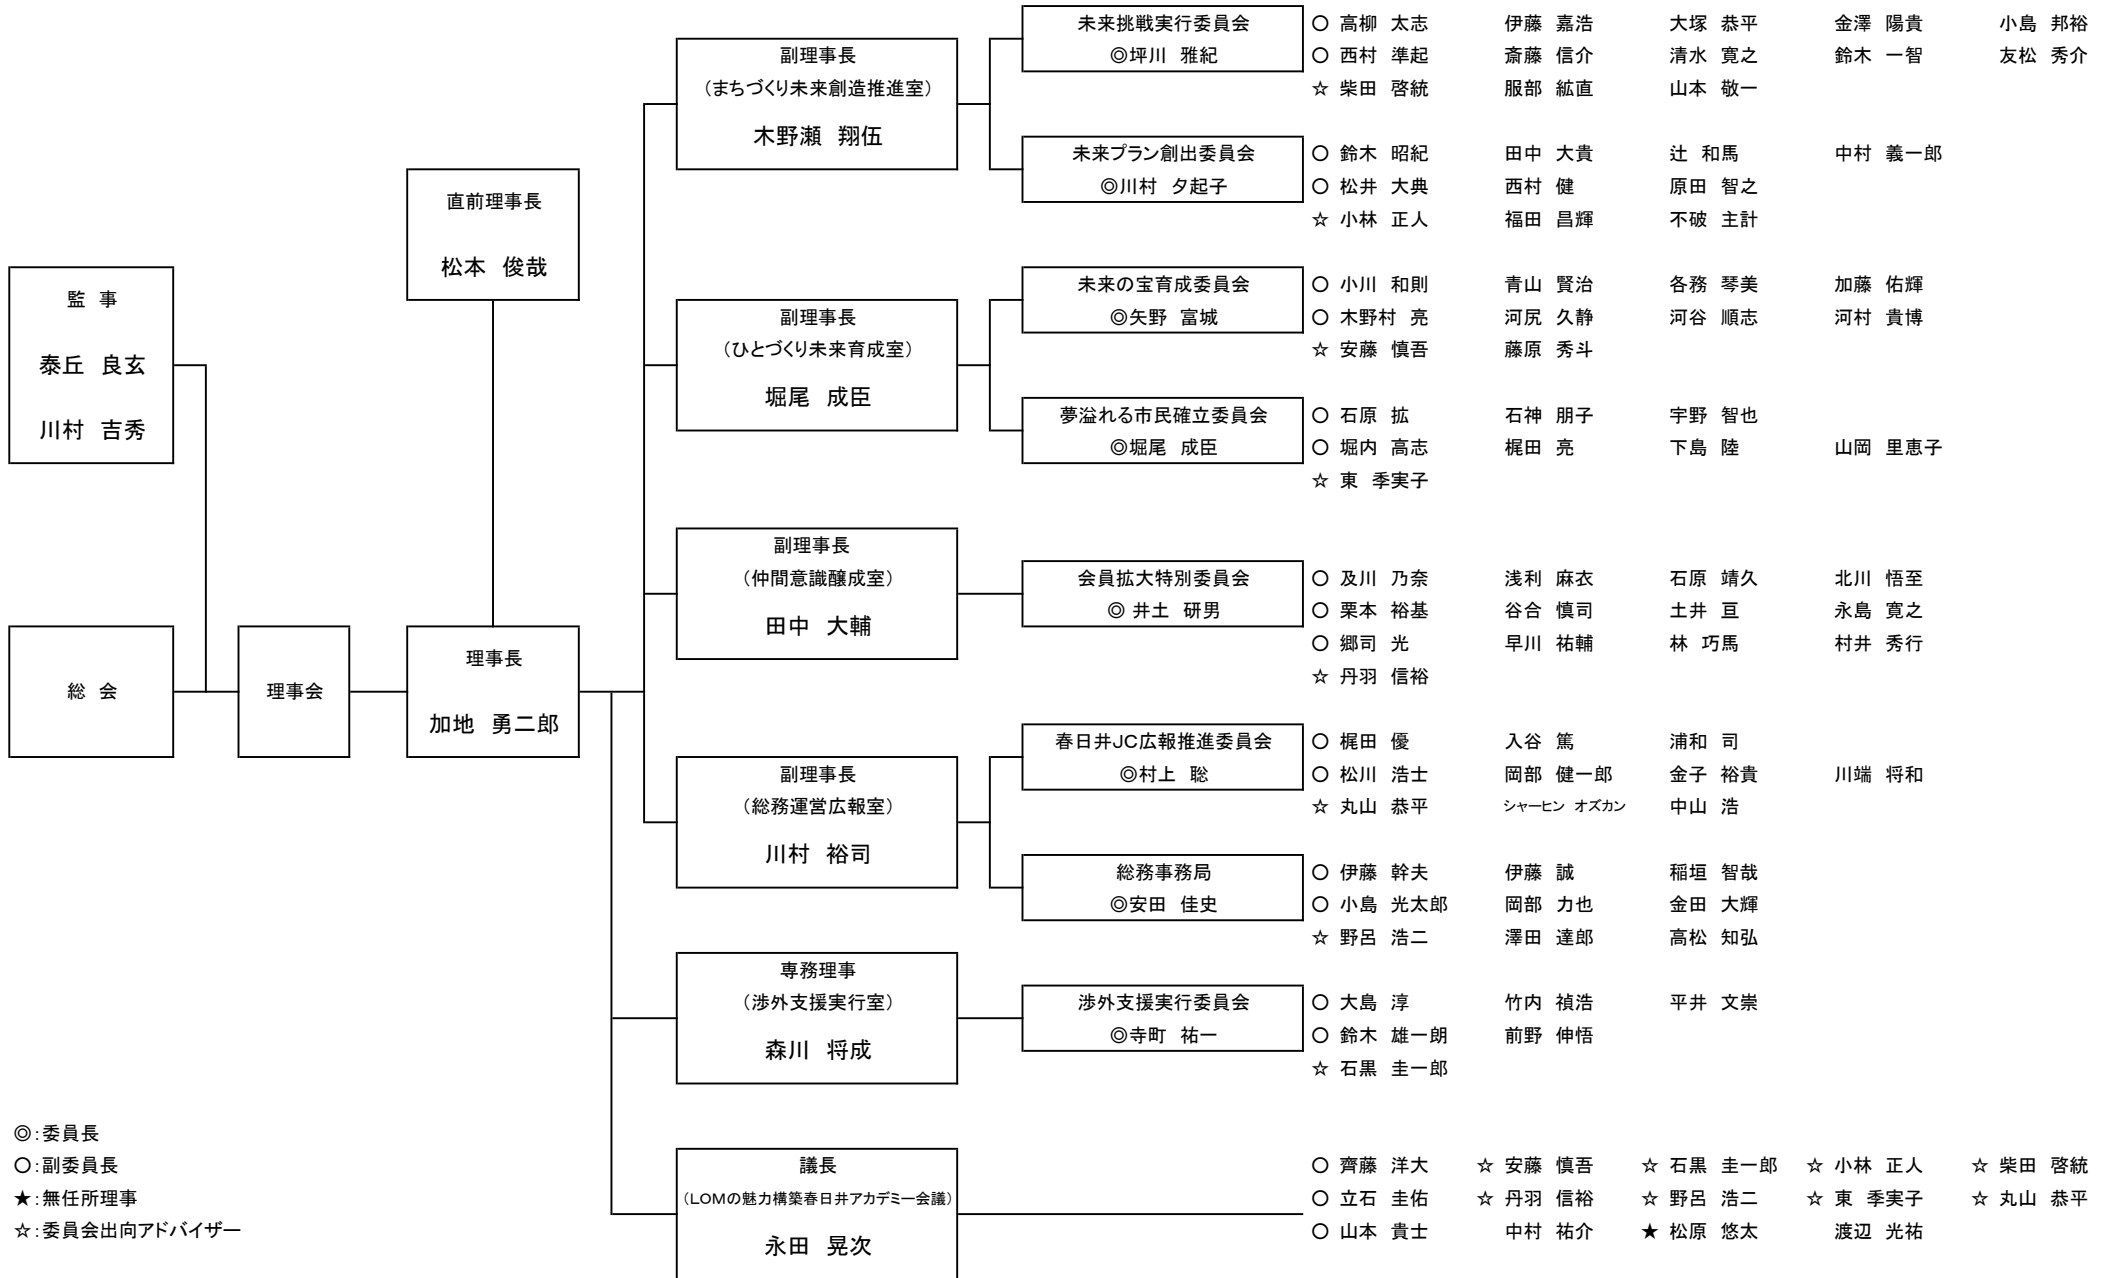 未来挑戦実行委員会
◎坪川 雅紀
○ 高柳 太志 伊藤 嘉浩 大塚 恭平 金澤 陽貴 小島 邦裕
○ 西村 準起 斎藤 信介 清水 寛之 鈴木 一智 友松 秀介
☆ 柴田 啓統 服部 紘直 山本 敬一
副理事長
（まちづくり未来創造推進室）
木野瀬 翔伍
未来プラン創出委員会
◎川村 夕起子
○ 鈴木 昭紀 田中 大貴 辻 和馬 中村 義一郎
○ 松井 大典 西村 健 原田 智之
☆ 小林 正人 福田 昌輝 不破 主計
直前理事長
松本 俊哉
監 事
泰丘 良玄
川村 吉秀
未来の宝育成委員会
◎矢野 富城
○ 小川 和則 青山 賢治 各務 琴美 加藤 佑輝
○ 木野村 亮 河尻 久静 河谷 順志 河村 貴博
☆ 安藤 慎吾 藤原 秀斗
副理事長
（ひとづくり未来育成室）
堀尾 成臣
夢溢れる市民確立委員会
◎堀尾 成臣
○ 石原 拡 石神 朋子 宇野 智也
○ 堀内 高志 梶田 亮 下島 陸 山岡 里恵子
☆ 東 季実子
副理事長
（仲間意識醸成室）
田中 大輔
会員拡大特別委員会
◎ 井土 研男
○ 及川 乃奈 浅利 麻衣 石原 靖久 北川 悟至
○ 栗本 裕基 谷合 慎司 土井 亘 永島 寛之
○ 郷司 光 早川 祐輔 林 巧馬 村井 秀行
☆ 丹羽 信裕
総 会
理事会
理事長
加地 勇二郎
春日井JC広報推進委員会
◎村上 聡
○ 梶田 優 入谷 篤 浦和 司
○ 松川 浩士 岡部 健一郎 金子 裕貴 川端 将和
☆ 丸山 恭平 シャーヒン オズカン 中山 浩
副理事長
（総務運営広報室）
川村 裕司
総務事務局
◎安田 佳史
○ 伊藤 幹夫 伊藤 誠 稲垣 智哉
○ 小島 光太郎 岡部 力也 金田 大輝
☆ 野呂 浩二 澤田 達郎 高松 知弘
専務理事
（渉外支援実行室）
森川 将成
渉外支援実行委員会
◎寺町 祐一
○ 大島 淳 竹内 禎浩 平井 文崇
○ 鈴木 雄一朗 前野 伸悟
☆ 石黒 圭一郎
◎：委員長
○：副委員長
★：無任所理事
☆：委員会出向アドバイザー
議長
（LOMの魅力構築春日井アカデミー会議）
永田 晃次
○ 齊藤 洋大 ☆ 安藤 慎吾 ☆ 石黒 圭一郎 ☆ 小林 正人 ☆ 柴田 啓統
○ 立石 圭佑 ☆ 丹羽 信裕 ☆ 野呂 浩二 ☆ 東 季実子 ☆ 丸山 恭平
○ 山本 貴士 中村 祐介 ★ 松原 悠太 渡辺 光祐